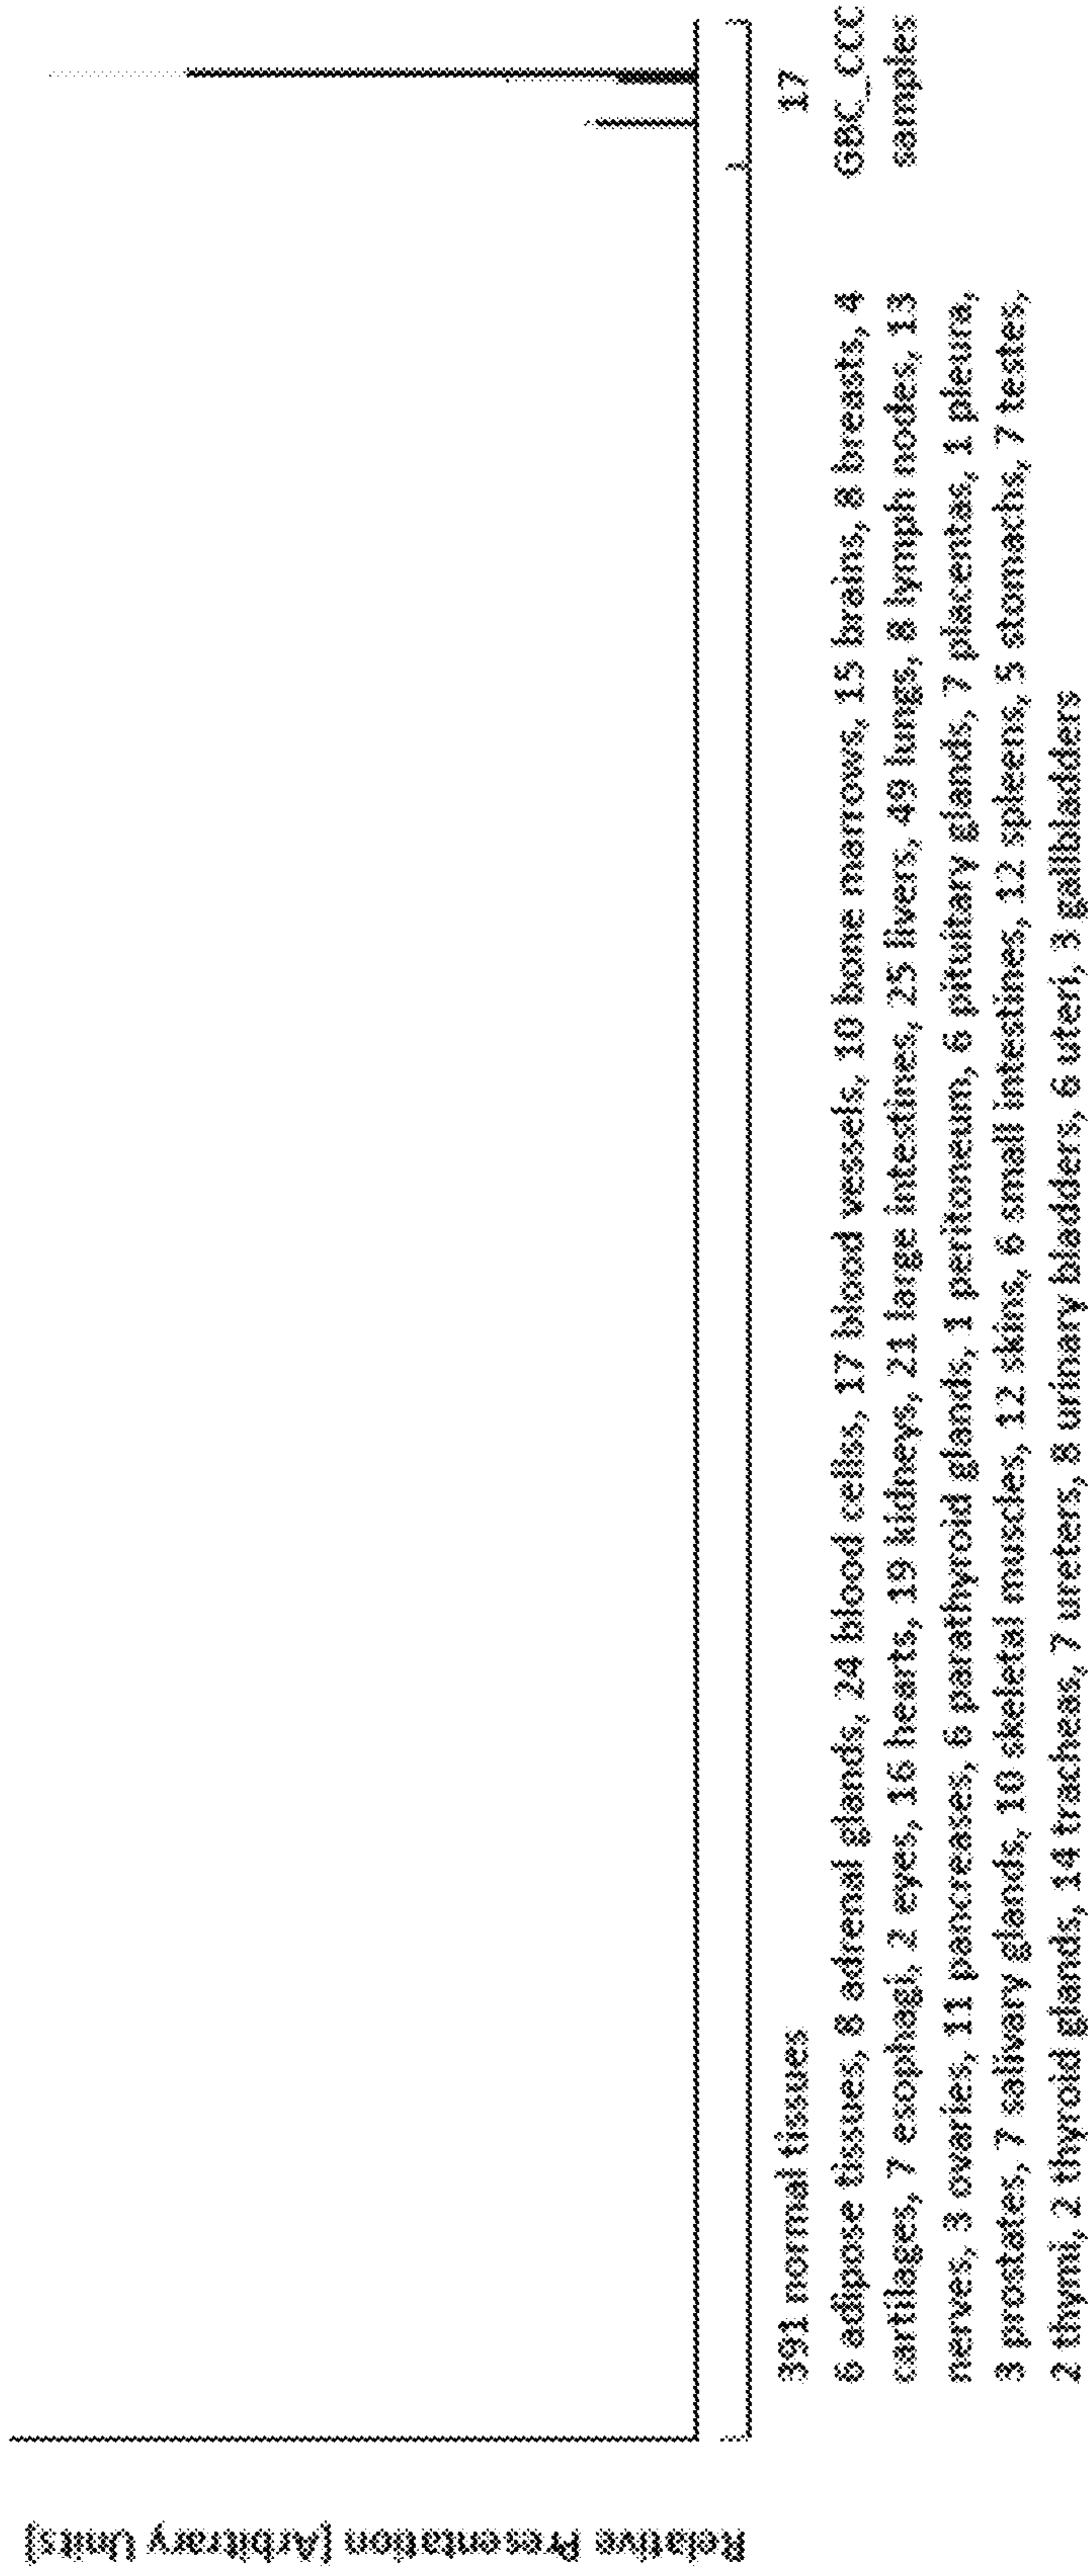 Relative Presentation [Arbitrary Units]
391 normal tissues
6 adipose tissues, 8 adrenal glands, 24 blood cellss, 17 blood vessels, 10 bone marrows, 15 brains, 8 breasts, 4
cartilages, 7 esophagi, 2 eyes, 16 hearts, 19 kidneys, 21 large intestines, 25 livers, 49 lungs, 8 lymph nodes, 13
nerves, 3 ovaries, 11 pancreases, 6 parathyroid glands, 1 peritoneum, 6 pituitary glands, 7 placentas, 1 pleura,
3 prostates, 7 salivary glands, 10 skeletal muscles, 12 skins, 6 small intestines, 12 spleens, 5 stomachs, 7 testes,
2 thymi, 2 thyroid glands, 14 tracheas, 7 ureters, 8 urinary bladders, 6 uteri, 3 gallbladders
17
GBC_CCC
samples